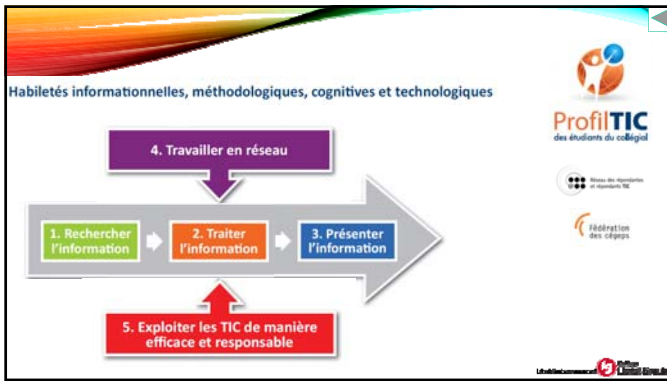 Habiletés informationnelles, méthodologiques, cognitives et technologiques
ProfilTIC
des étudiants du collégial
4. Travailler en réseau
Réseau des répondantes
et répondants TIC
1. Rechercher
l'information
2. Traiter
l'information
3. Présenter
l'information
Fédération
des cégeps
5. Exploiter les TIC de manière
efficace et responsable